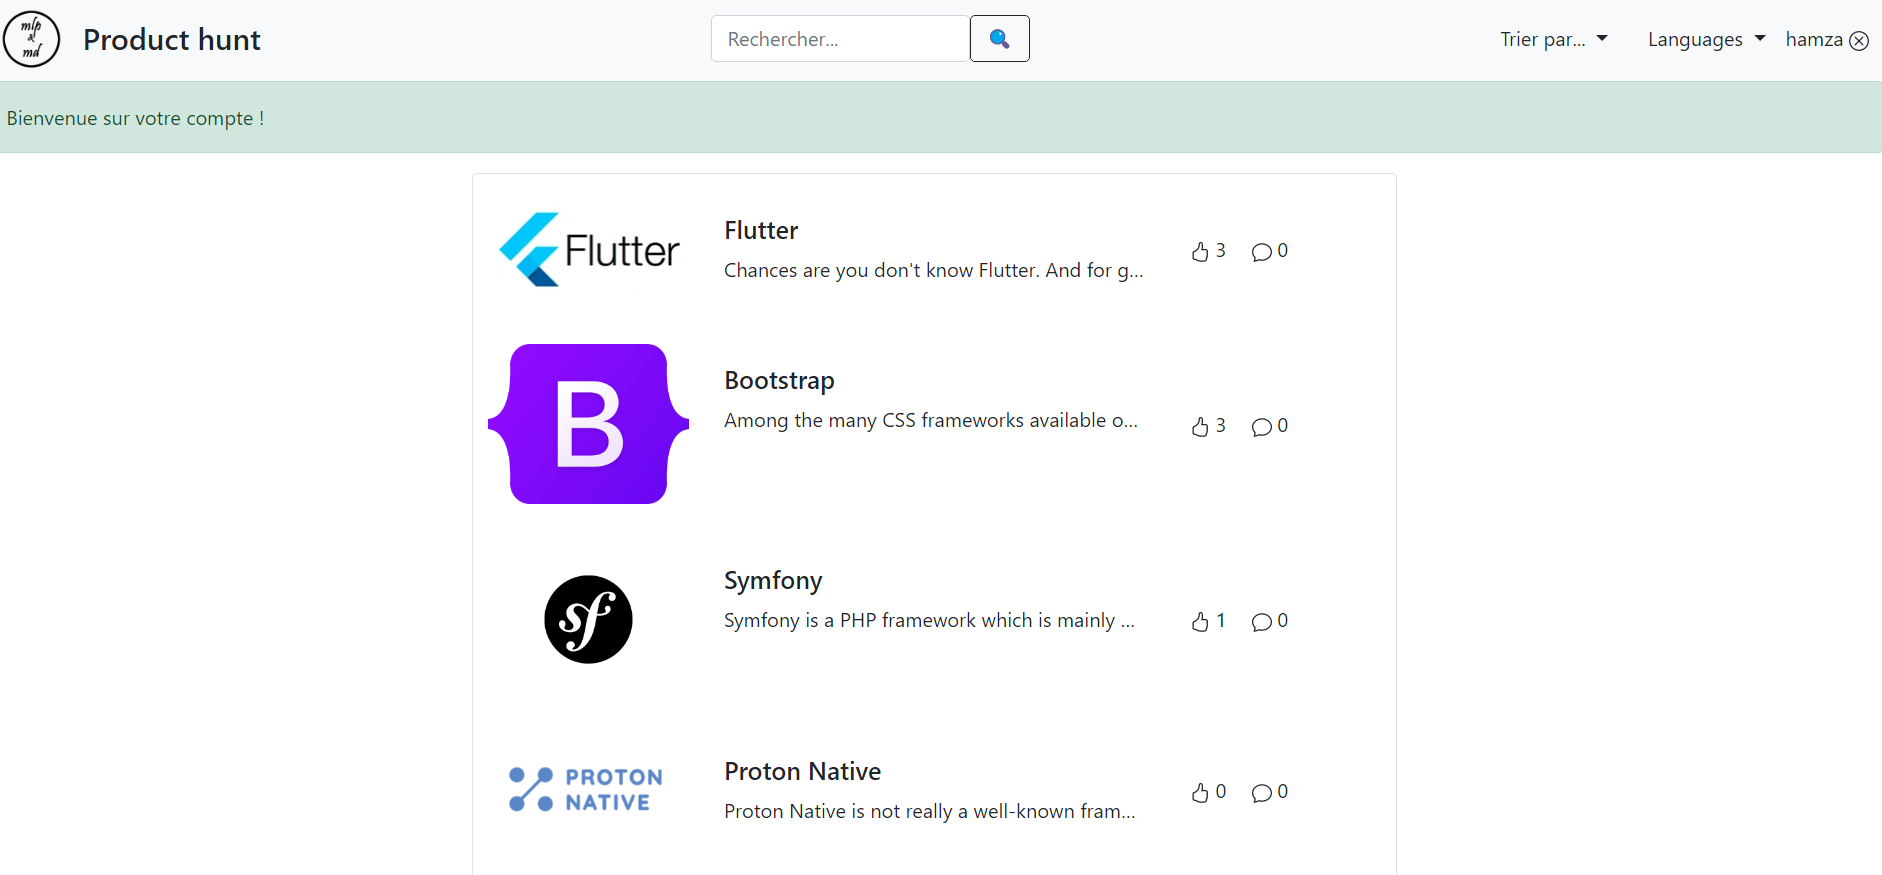 mlp
&
md
Product hunt
Rechercher...
Trier par...
Languages
hamza
Bienvenue sur votre compte !
Flutter
Flutter
Chances are you don't know Flutter. And for g...
3
0
B
Bootstrap
Among the many CSS frameworks available o...
3
0
sf
Symfony
Symfony is a PHP framework which is mainly ...
1
0
PROTON
NATIVE
Proton Native
Proton Native is not really a well-known fram...
0
0